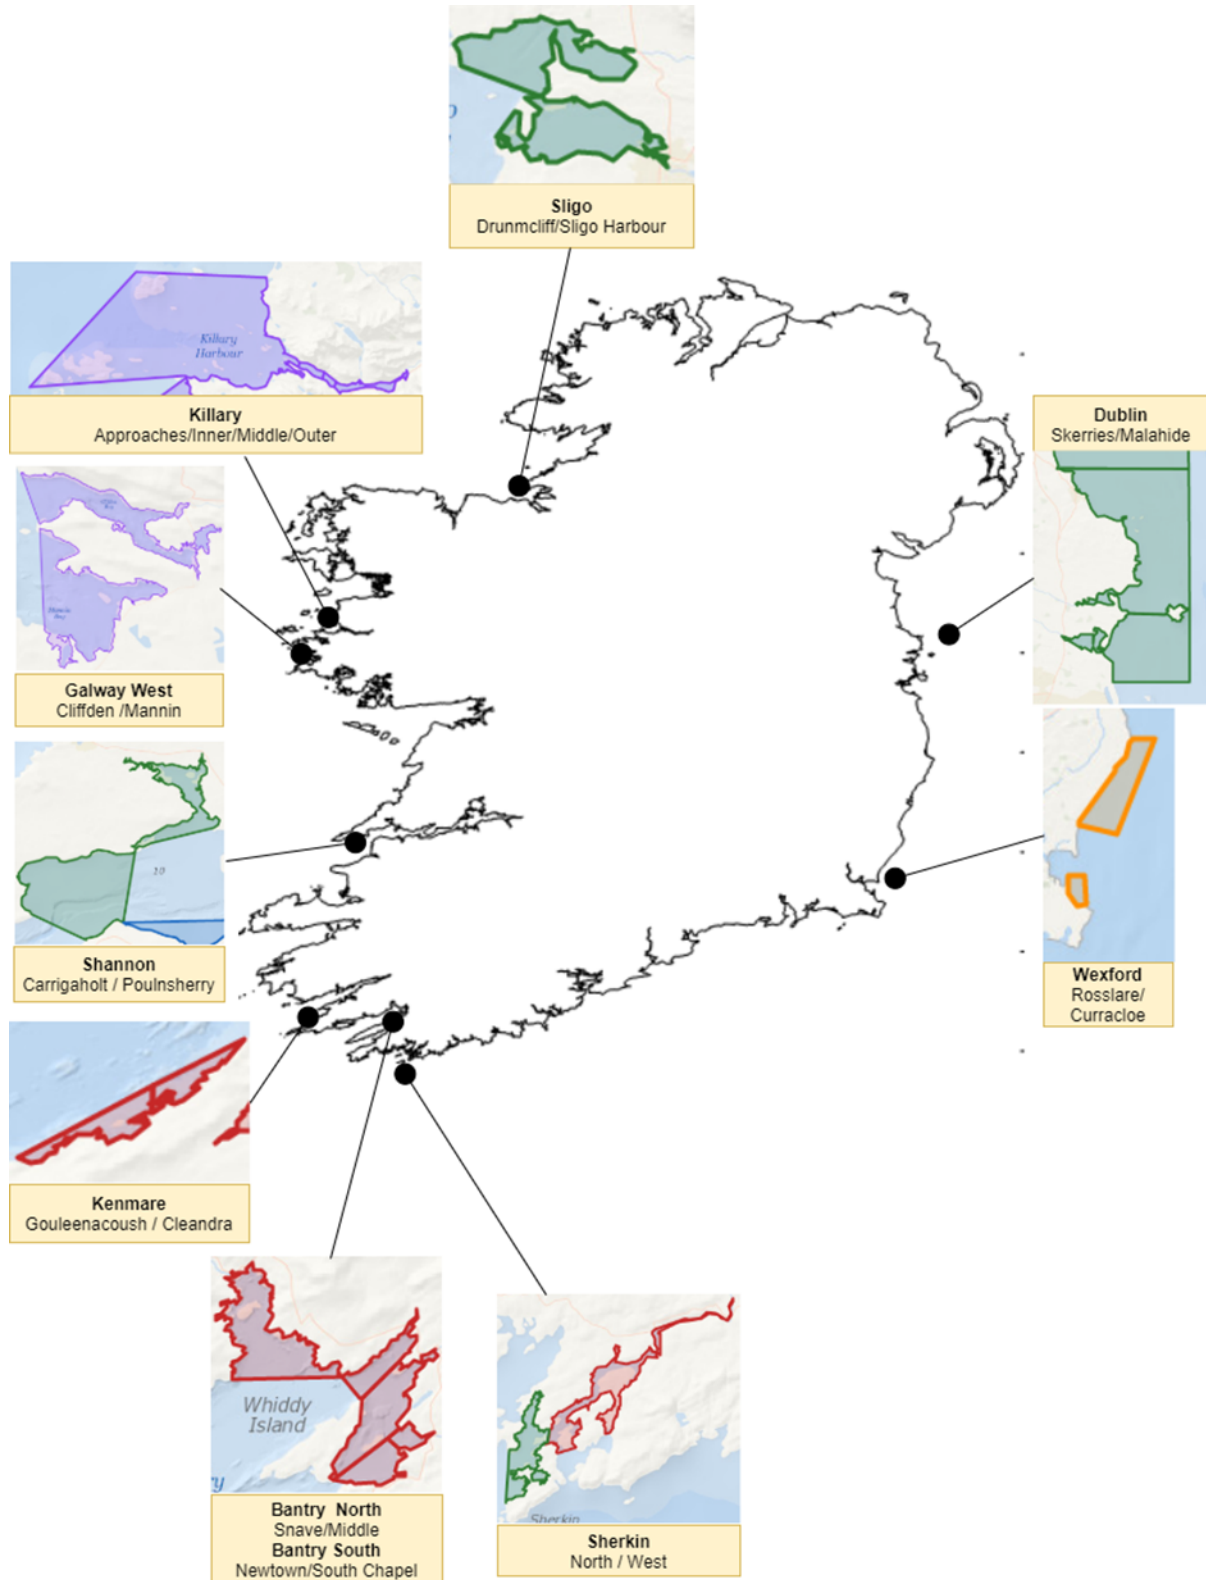 Sligo
Drunmcliff/Sligo Harbour
Killary
Harbour
Killary
Approaches/Inner/Middle/Outer
Dublin
Skerries/Malahide
Galway West
Cliffden /Mannin
10
Shannon
Carrigaholt / Poulnsherry
Wexford
Rosslare/
Curracloe
Kenmare
Gouleenacoush / Cleandra
Whiddy
Island
ry
Bantry  North
Snave/Middle
Bantry South
Newtown/South Chapel
Sherkin
Sherkin
North / West